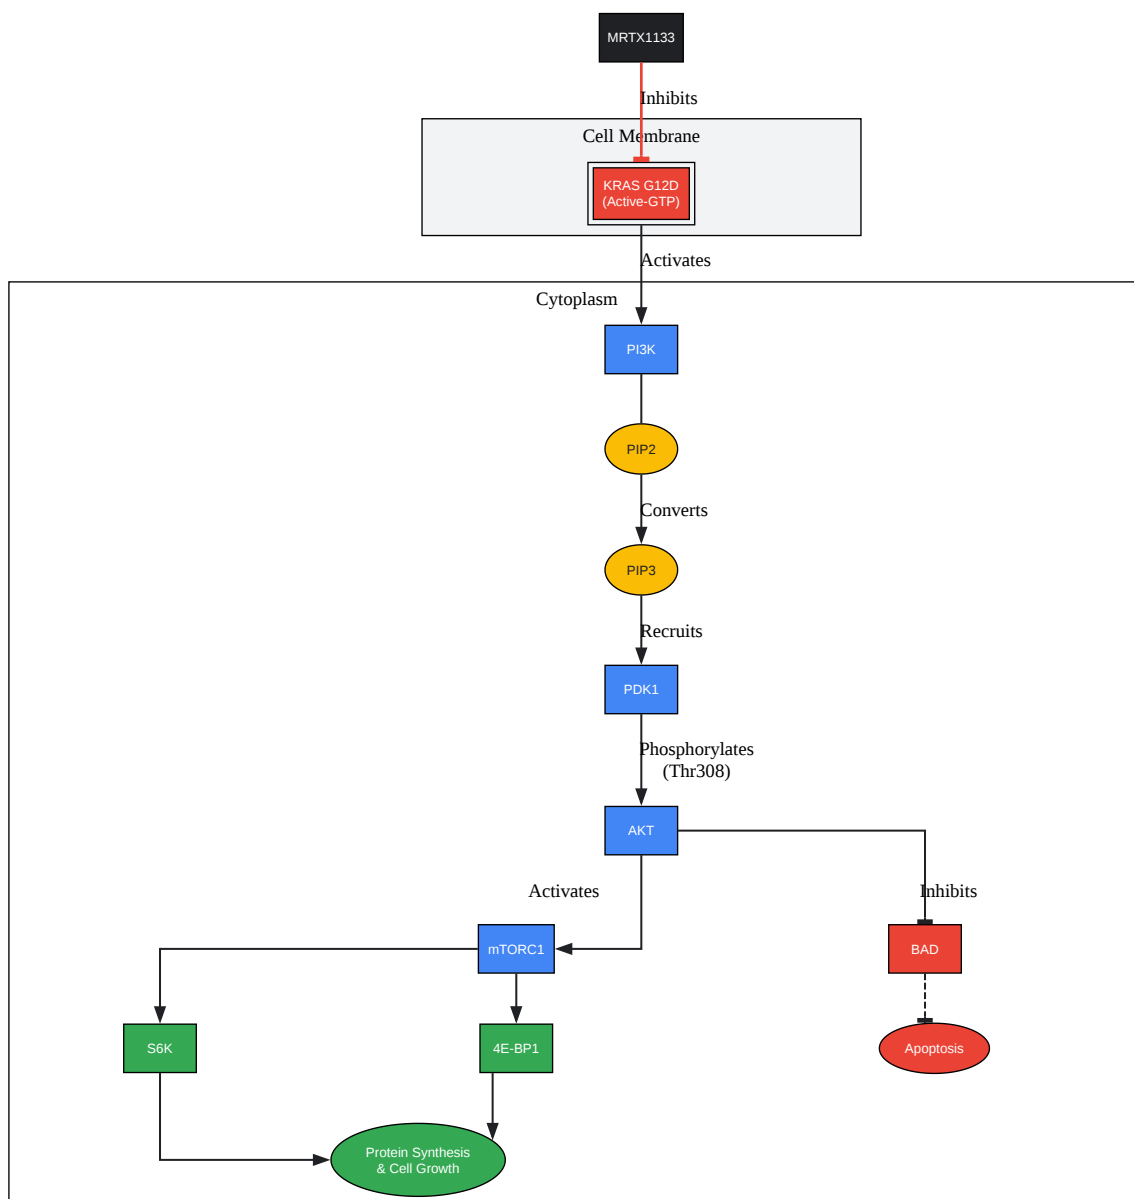 MRTX1133
Inhibits
Cell Membrane
KRAS G12D
(Active-GTP)
Activates
Cytoplasm
PI3K
PIP2
Converts
PIP3
Recruits
PDK1
Phosphorylates
(Thr308)
AKT
Activates
Inhibits
mTORC1
BAD
S6K
4E-BP1
Apoptosis
Protein Synthesis
& Cell Growth